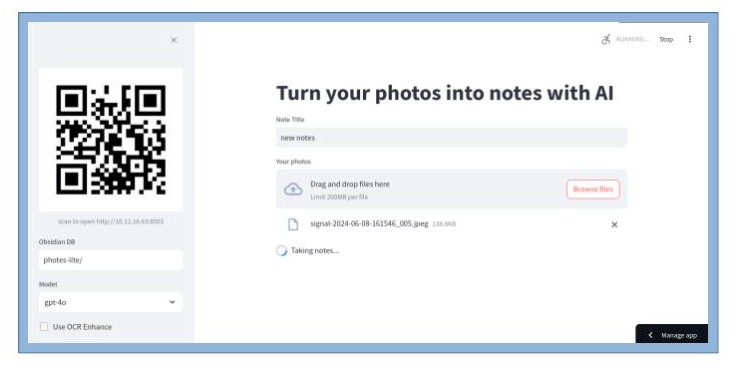 RUNNING...
Stop
scan to open http://10.12.16.63:8501
Obsidian DB
photos-lite/
Model
gpt-4o
Use OCR Enhance
Turn your photos into notes with AI
Note Title
new notes
Your photos
Drag and drop files here
Limit 200MB per file
Browse files
signal-2024-06-08-161546_005.jpeg 136.8KB
Taking notes...
Manage app